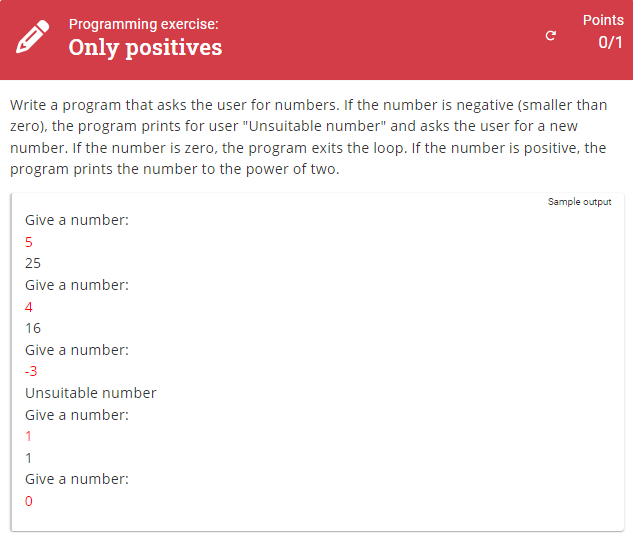 Programming exercise:
Only positives
Points
0/1
Write a program that asks the user for numbers. If the number is negative (smaller than
zero), the program prints for user "Unsuitable number" and asks the user for a new
number. If the number is zero, the program exits the loop. If the number is positive, the
program prints the number to the power of two.
Sample output
Give a number:
5
25
Give a number:
4
16
Give a number:
-3
Unsuitable number
Give a number:
1
1
Give a number:
0